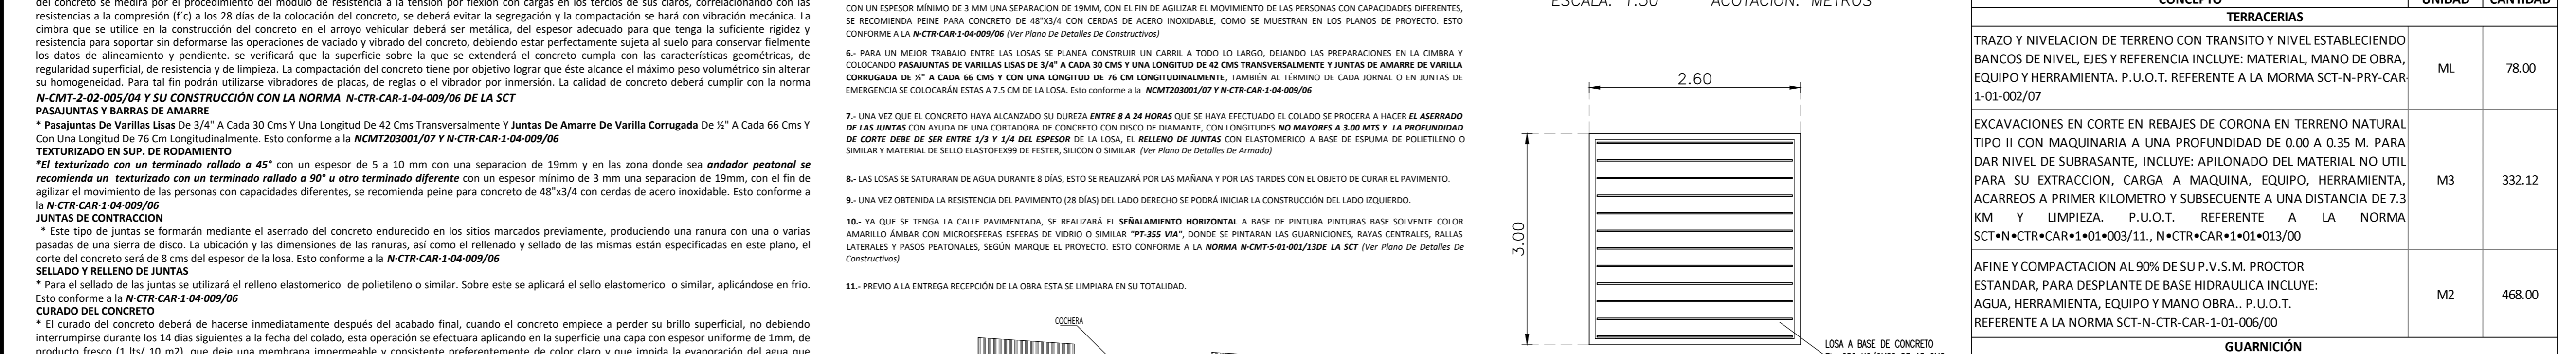 del concreto se medirá por el procedimiento del módulo de resistencia a la tensión por flexión con cargas en los tercios de sus claros, correlacionando con las
resistencias a la compresión (f´c) a los 28 días de la colocación del concreto, se deberá evitar la segregación y la compactación se hará con vibración mecánica. La
cimbra que se utilice en la construcción del concreto en el arroyo vehicular deberá ser metálica, del espesor adecuado para que tenga la suficiente rigidez y
resistencia para soportar sin deformarse las operaciones de vaciado y vibrado del concreto, debiendo estar perfectamente sujeta al suelo para conservar fielmente
los datos de alineamiento y pendiente. se verificará que la superficie sobre la que se extenderá el concreto cumpla con las características geométricas, de
regularidad superficial, de resistencia y de limpieza. La compactación del concreto tiene por objetivo lograr que éste alcance el máximo peso volumétrico sin alterar
su homogeneidad. Para tal fin podrán utilizarse vibradores de placas, de reglas o el vibrador por inmersión. La calidad de concreto deberá cumplir con la norma
N-CMT-2-02-005/04 Y SU CONSTRUCCIÓN CON LA NORMA N-CTR-CAR-1-04-009/06 DE LA SCT
PASAJUNTAS Y BARRAS DE AMARRE
* Pasajuntas De Varillas Lisas De 3/4" A Cada 30 Cms Y Una Longitud De 42 Cms Transversalmente Y Juntas De Amarre De Varilla Corrugada De ½" A Cada 66 Cms Y
Con Una Longitud De 76 Cm Longitudinalmente. Esto conforme a la NCMT203001/07 Y N·CTR·CAR·1·04·009/06
TEXTURIZADO EN SUP. DE RODAMIENTO
*El texturizado con un terminado rallado a 45° con un espesor de 5 a 10 mm con una separacion de 19mm y en las zona donde sea andador peatonal se
recomienda un texturizado con un terminado rallado a 90° u otro terminado diferente con un espesor mínimo de 3 mm una separacion de 19mm, con el fin de
agilizar el movimiento de las personas con capacidades diferentes, se recomienda peine para concreto de 48"x3/4 con cerdas de acero inoxidable. Esto conforme a
la N·CTR·CAR·1·04·009/06
JUNTAS DE CONTRACCION
* Este tipo de juntas se formarán mediante el aserrado del concreto endurecido en los sitios marcados previamente, produciendo una ranura con una o varias
pasadas de una sierra de disco. La ubicación y las dimensiones de las ranuras, así como el rellenado y sellado de las mismas están especificadas en este plano, el
corte del concreto será de 8 cms del espesor de la losa. Esto conforme a la N·CTR·CAR·1·04·009/06
SELLADO Y RELLENO DE JUNTAS
* Para el sellado de las juntas se utilizará el relleno elastomerico de polietileno o similar. Sobre este se aplicará el sello elastomerico o similar, aplicándose en frio.
Esto conforme a la N·CTR·CAR·1·04·009/06
CURADO DEL CONCRETO
* El curado del concreto deberá de hacerse inmediatamente después del acabado final, cuando el concreto empiece a perder su brillo superficial, no debiendo
interrumpirse durante los 14 dias siguientes a la fecha del colado, esta operación se efectuara aplicando en la superficie una capa con espesor uniforme de 1mm, de
producto fresco (1 lts/ 10 m2), que deje una membrana impermeable y consistente preferentemente de color claro y que impida la evaporación del agua que
CON UN ESPESOR MÍNIMO DE 3 MM UNA SEPARACION DE 19MM, CON EL FIN DE AGILIZAR EL MOVIMIENTO DE LAS PERSONAS CON CAPACIDADES DIFERENTES,
SE RECOMIENDA PEINE PARA CONCRETO DE 48"X3/4 CON CERDAS DE ACERO INOXIDABLE, COMO SE MUESTRAN EN LOS PLANOS DE PROYECTO. ESTO
CONFORME A LA N·CTR·CAR·1·04·009/06 (Ver Plano De Detalles De Constructivos)
6.- PARA UN MEJOR TRABAJO ENTRE LAS LOSAS SE PLANEA CONSTRUIR UN CARRIL A TODO LO LARGO, DEJANDO LAS PREPARACIONES EN LA CIMBRA Y
COLOCANDO PASAJUNTAS DE VARILLAS LISAS DE 3/4" A CADA 30 CMS Y UNA LONGITUD DE 42 CMS TRANSVERSALMENTE Y JUNTAS DE AMARRE DE VARILLA
CORRUGADA DE ½" A CADA 66 CMS Y CON UNA LONGITUD DE 76 CM LONGITUDINALMENTE, TAMBIÉN AL TÉRMINO DE CADA JORNAL O EN JUNTAS DE
EMERGENCIA SE COLOCARÁN ESTAS A 7.5 CM DE LA LOSA. Esto conforme a la NCMT203001/07 Y N·CTR·CAR·1·04·009/06
7.- UNA VEZ QUE EL CONCRETO HAYA ALCANZADO SU DUREZA ENTRE 8 A 24 HORAS QUE SE HAYA EFECTUADO EL COLADO SE PROCERA A HACER EL ASERRADO
DE LAS JUNTAS CON AYUDA DE UNA CORTADORA DE CONCRETO CON DISCO DE DIAMANTE, CON LONGITUDES NO MAYORES A 3.00 MTS Y LA PROFUNDIDAD
DE CORTE DEBE DE SER ENTRE 1/3 Y 1/4 DEL ESPESOR DE LA LOSA, EL RELLENO DE JUNTAS CON ELASTOMERICO A BASE DE ESPUMA DE POLIETILENO O
SIMILAR Y MATERIAL DE SELLO ELASTOFEX99 DE FESTER, SILICON O SIMILAR (Ver Plano De Detalles De Armado)
8.- LAS LOSAS SE SATURARAN DE AGUA DURANTE 8 DÍAS, ESTO SE REALIZARÁ POR LAS MAÑANA Y POR LAS TARDES CON EL OBJETO DE CURAR EL PAVIMENTO.
9.- UNA VEZ OBTENIDA LA RESISTENCIA DEL PAVIMENTO (28 DÍAS) DEL LADO DERECHO SE PODRÁ INICIAR LA CONSTRUCCIÓN DEL LADO IZQUIERDO.
10.- YA QUE SE TENGA LA CALLE PAVIMENTADA, SE REALIZARÁ EL SEÑALAMIENTO HORIZONTAL A BASE DE PINTURA PINTURAS BASE SOLVENTE COLOR
AMARILLO ÁMBAR CON MICROESFERAS ESFERAS DE VIDRIO O SIMILAR "PT-355 VIA", DONDE SE PINTARAN LAS GUARNICIONES, RAYAS CENTRALES, RALLAS
LATERALES Y PASOS PEATONALES, SEGÚN MARQUE EL PROYECTO. ESTO CONFORME A LA NORMA N·CMT·5·01·001/13DE LA SCT (Ver Plano De Detalles De
Constructivos)
11.- PREVIO A LA ENTREGA RECEPCIÓN DE LA OBRA ESTA SE LIMPIARA EN SU TOTALIDAD.
COCHERA
ESCALA: 1:50 ACOTACION: METROS
2.60
3.00
LOSA A BASE DE CONCRETO
CONCEPTO UNIDAD CANTIDAD
TERRACERIAS
TRAZO Y NIVELACION DE TERRENO CON TRANSITO Y NIVEL ESTABLECIENDO
BANCOS DE NIVEL, EJES Y REFERENCIA INCLUYE: MATERIAL, MANO DE OBRA,
EQUIPO Y HERRAMIENTA. P.U.O.T. REFERENTE A LA MORMA SCT-N-PRY-CAR-
1-01-002/07
ML 78.00
EXCAVACIONES EN CORTE EN REBAJES DE CORONA EN TERRENO NATURAL
TIPO II CON MAQUINARIA A UNA PROFUNDIDAD DE 0.00 A 0.35 M. PARA
DAR NIVEL DE SUBRASANTE, INCLUYE: APILONADO DEL MATERIAL NO UTIL
PARA SU EXTRACCION, CARGA A MAQUINA, EQUIPO, HERRAMIENTA,
ACARREOS A PRIMER KILOMETRO Y SUBSECUENTE A UNA DISTANCIA DE 7.3
KM Y LIMPIEZA. P.U.O.T. REFERENTE A LA NORMA
SCT•N•CTR•CAR•1•01•003/11., N•CTR•CAR•1•01•013/00
M3 332.12
AFINE Y COMPACTACION AL 90% DE SU P.V.S.M. PROCTOR
ESTANDAR, PARA DESPLANTE DE BASE HIDRAULICA INCLUYE:
AGUA, HERRAMIENTA, EQUIPO Y MANO OBRA.. P.U.O.T.
REFERENTE A LA NORMA SCT-N-CTR-CAR-1-01-006/00
M2 468.00
GUARNICIÓN